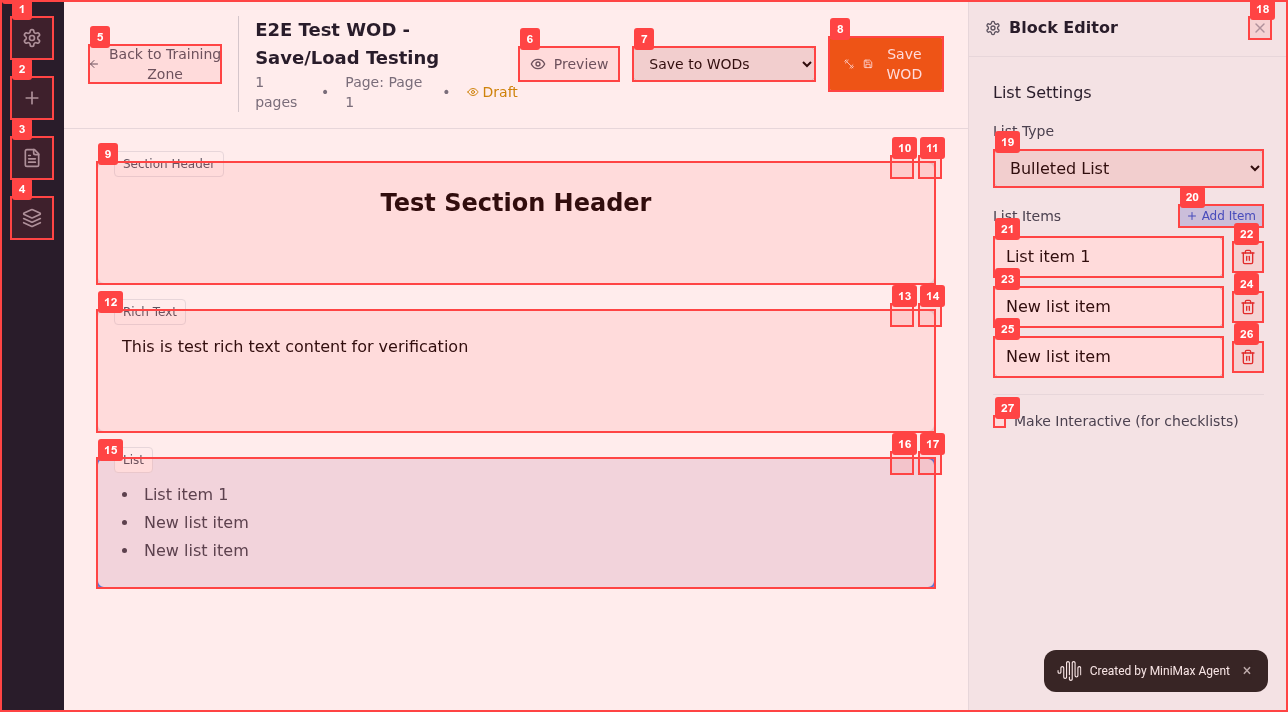 1
2
3
4
5
Back to Training
Zone
E2E Test WOD -
Save/Load Testing
1
pages
•
Page: Page
1
•
Draft
6
Preview
7
Save to WODs
8
Save
WOD
9
Section Header
10
11
Test Section Header
12
Rich Text
13
14
This is test rich text content for verification
15
List
16
17
• List item 1
• New list item
• New list item
Block Editor
18
List Settings
List Type
19
Bulleted List
List Items
20
+ Add Item
21
List item 1
22
23
New list item
24
25
New list item
26
27
Make Interactive (for checklists)
Created by MiniMax Agent ×